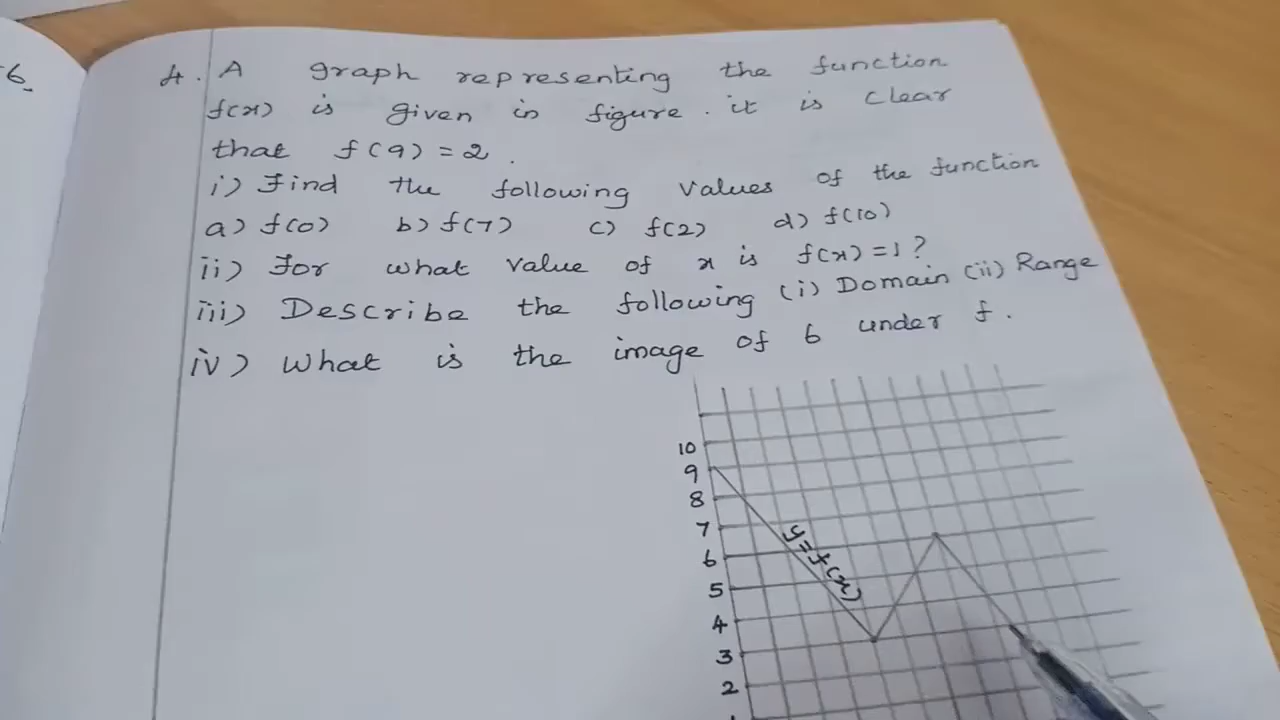 6.
4. A graph representing the function
f(x) is given in figure. it is clear
that f(9) = 2.
i) Find the following values of the function
a) f(0) b) f(7) c) f(2) d) f(10)
ii) For what value of x is f(x) = 1?
iii) Describe the following (i) Domain (ii) Range
iv) What is the image of 6 under f.
10
9
8
7
6
5
4
3
2
y=f(x)